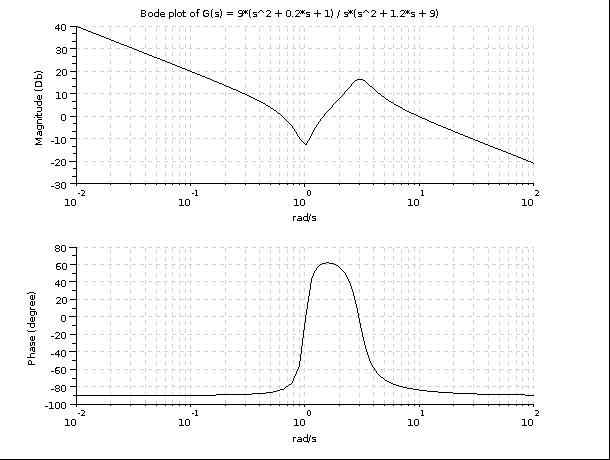 Bode plot of G(s) = 9*(s^2 + 0.2*s + 1) / s*(s^2 + 1.2*s + 9)
Magnitude (Db)
40
30
20
10
0
-10
-20
-30
10^-2 10^-1 10^0 10^1 10^2
rad/s
Phase (degree)
80
60
40
20
0
-20
-40
-60
-80
-100
10^-2 10^-1 10^0 10^1 10^2
rad/s